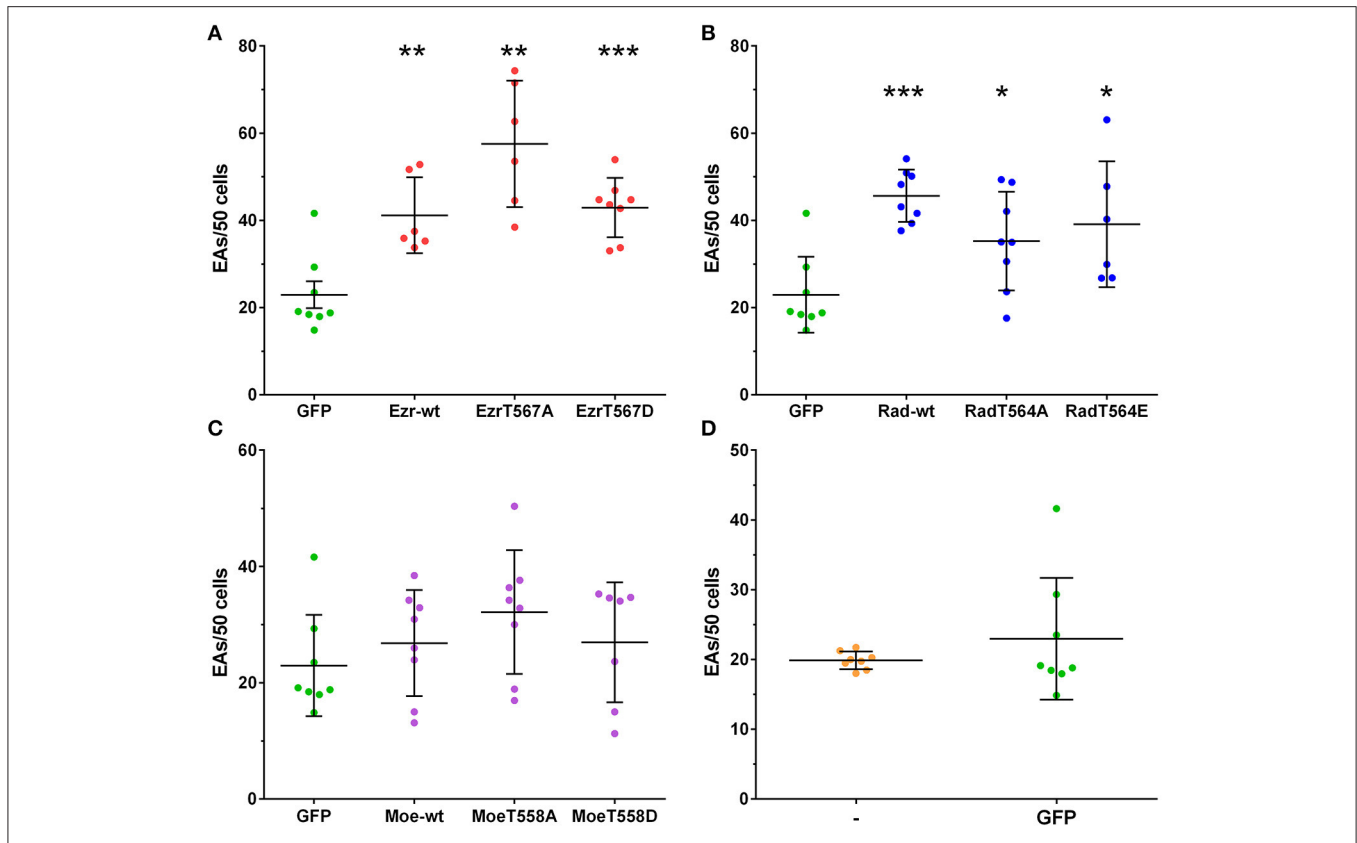 A
EAs/50 cells
80
60
40
20
0
** ** ***
GFP Ezr-wt EzrT567A EzrT567D
B
EAs/50 cells
80
60
40
20
0
*** * *
GFP Rad-wt RadT564A RadT564E
C
EAs/50 cells
60
40
20
0
GFP Moe-wt MoeT558A MoeT558D
D
EAs/50 cells
50
40
30
20
10
0
- GFP